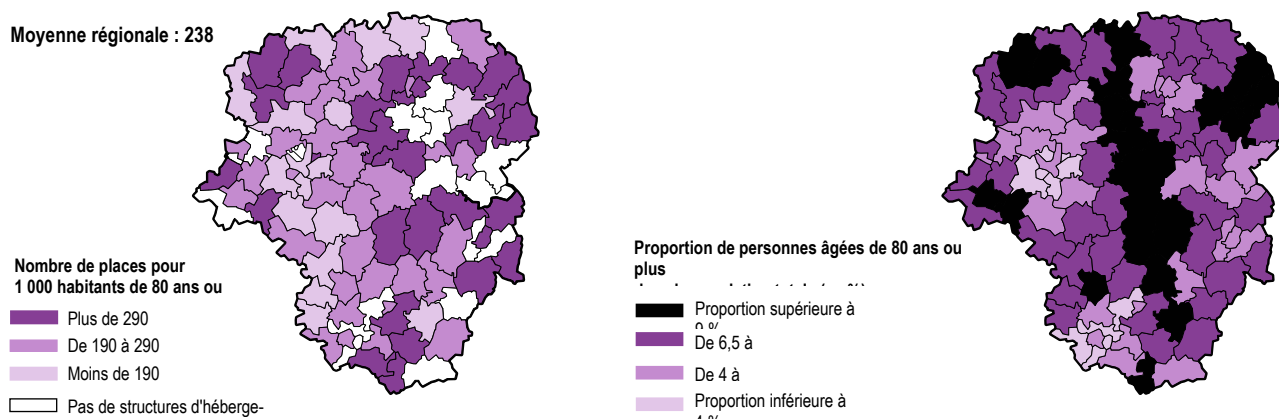 Moyenne régionale : 238
Nombre de places pour
1 000 habitants de 80 ans ou
Plus de 290
De 190 à 290
Moins de 190
Pas de structures d'héberge-
Proportion de personnes âgées de 80 ans ou
plus
Proportion supérieure à
De 6,5 à
De 4 à
Proportion inférieure à